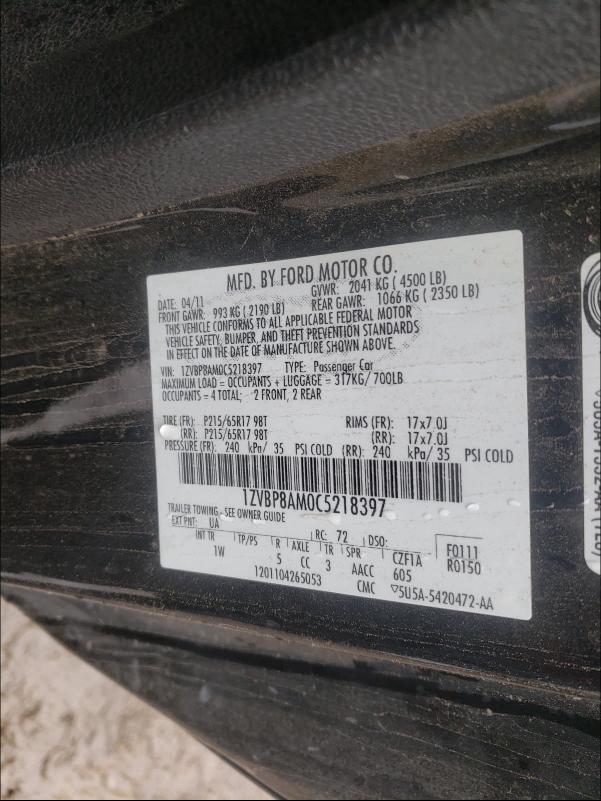 MFD. BY FORD MOTOR CO.
DATE: 04/11 GVWR: 2041 KG ( 4500 LB)
FRONT GAWR: 993 KG ( 2190 LB) REAR GAWR: 1066 KG ( 2350 LB)
THIS VEHICLE CONFORMS TO ALL APPLICABLE FEDERAL MOTOR
VEHICLE SAFETY, BUMPER, AND THEFT PREVENTION STANDARDS
IN EFFECT ON THE DATE OF MANUFACTURE SHOWN ABOVE.
VIN: 1ZVBP8AM0C5218397 TYPE: Passenger Car
MAXIMUM LOAD = OCCUPANTS + LUGGAGE = 317KG/ 700LB
OCCUPANTS = 4 TOTAL; 2 FRONT, 2 REAR
TIRE (FR): P215/65R17 98T RIMS (FR): 17x7.0J
(RR): P215/65R17 98T (RR): 17x7.0J
PRESSURE (FR): 240 kPa/ 35 PSI COLD (RR): 240 kPa/ 35 PSI COLD
1ZVBP8AM0C5218397
TRAILER TOWING - SEE OWNER GUIDE
EXT PNT: UA RC: 72 DSO: F0111
INT TR TP/PS R AXLE TR SPR CZF1A R0150
1W 5 CC 3 AACC 605
1201104265053 CMC ▽5U5A-5420472-AA